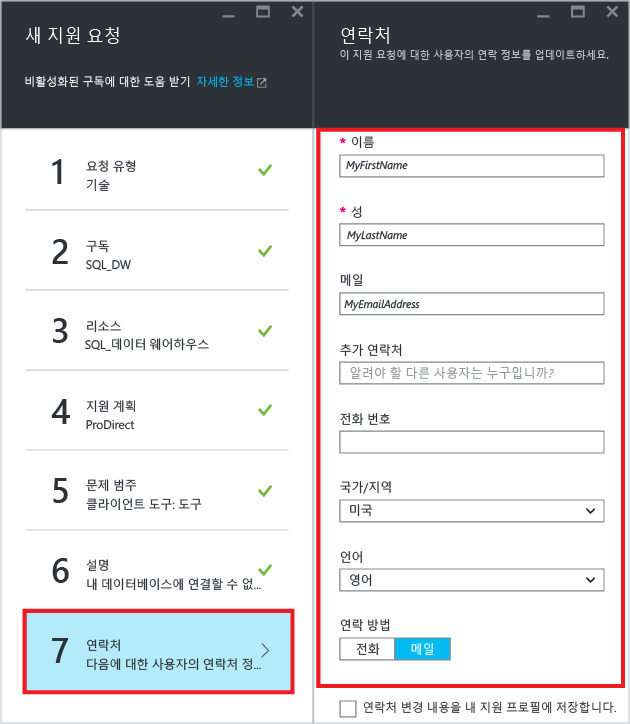 새 지원 요청
비활성화된 구독에 대한 도움 받기 자세한 정보
1 요청 유형
기술
2 구독
SQL_DW
3 리소스
SQL_데이터 웨어하우스
4 지원 계획
ProDirect
5 문제 범주
클라이언트 도구: 도구
6 설명
내 데이터베이스에 연결할 수 없...
7 연락처
다음에 대한 사용자의 연락처 정...
연락처
이 지원 요청에 대한 사용자의 연락 정보를 업데이트하세요.
* 이름
MyFirstName
* 성
MyLastName
메일
MyEmailAddress
추가 연락처
알려야 할 다른 사용자는 누구입니까?
전화 번호
국가/지역
미국
언어
영어
연락 방법
전화 메일
연락처 변경 내용을 내 지원 프로필에 저장합니다.